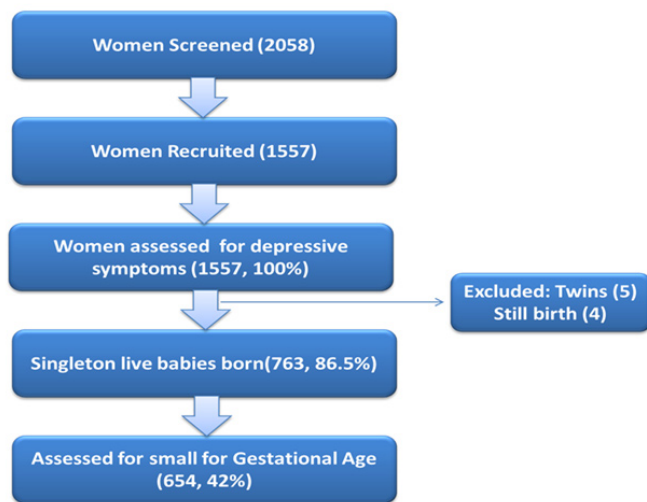 Women Screened (2058)
Women Recruited (1557)
Women assessed for depressive
symptoms (1557, 100%)
Excluded: Twins (5)
Still birth (4)
Singleton live babies born(763, 86.5%)
Assessed for small for Gestational Age
(654, 42%)